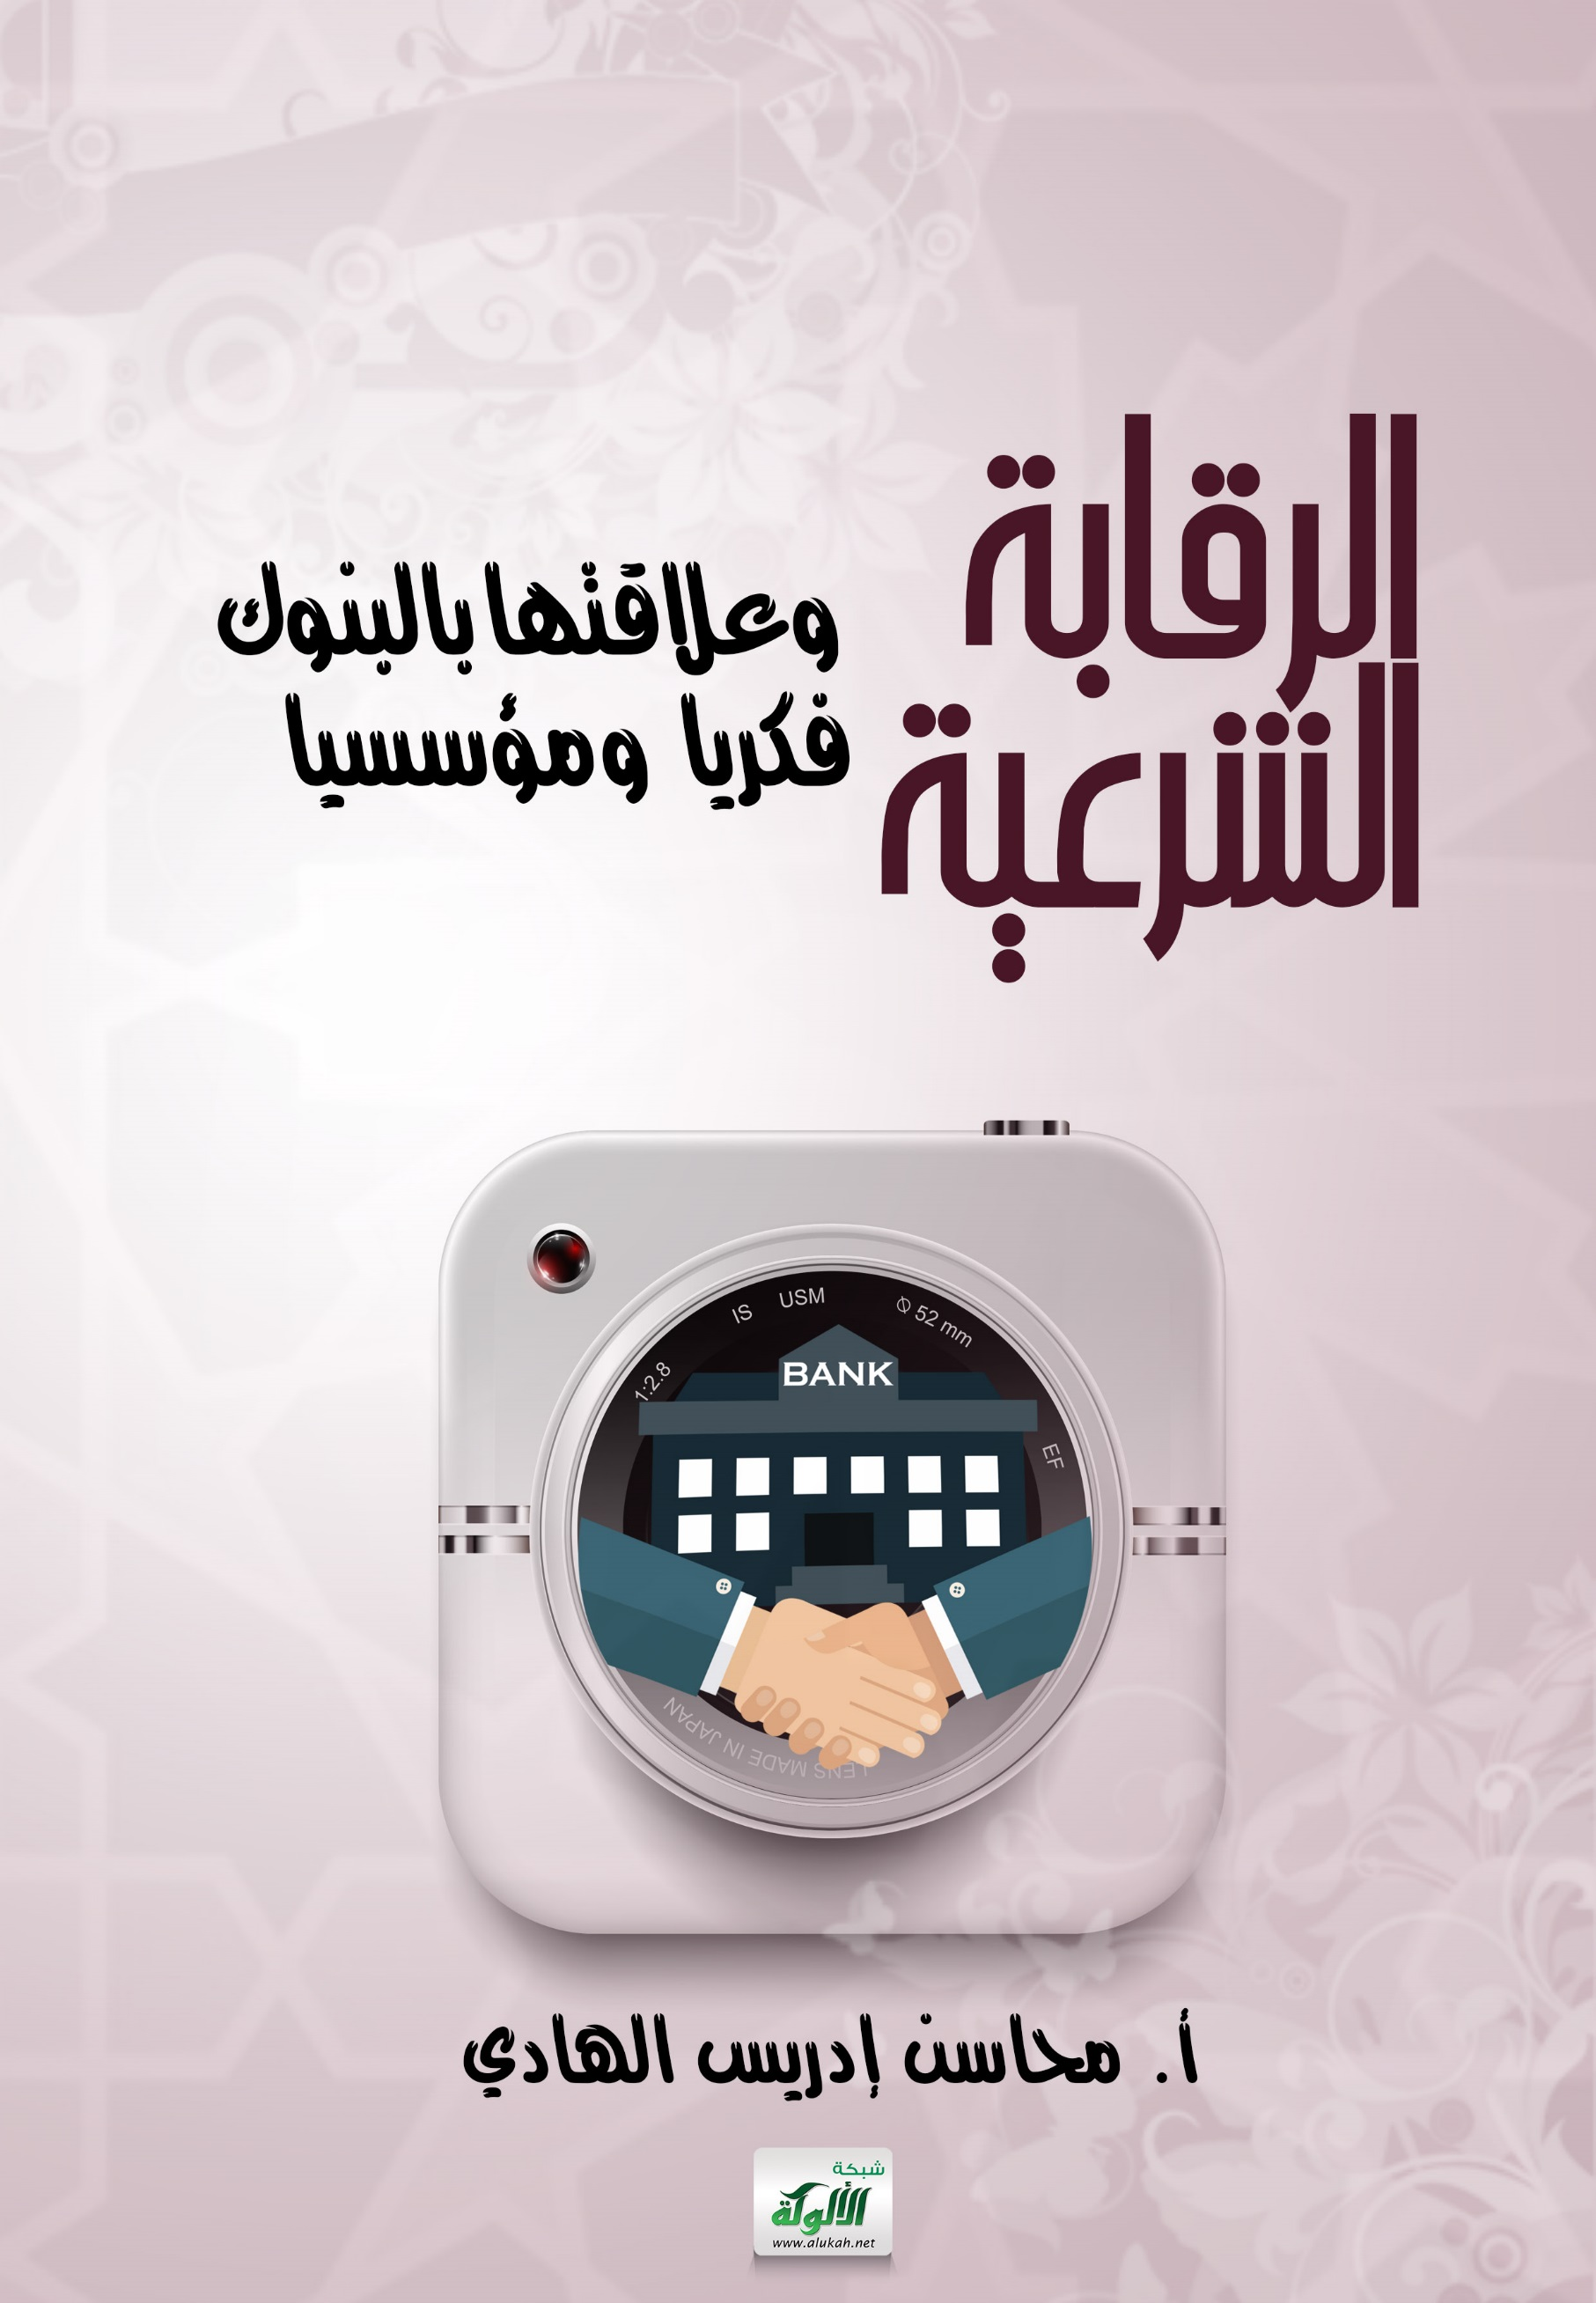 الرقابة
الشرعية
وعلاقتها بالبنوك
فكريا ومؤسسيا
1:2.8 IS USM ⌀ 52 mm EF
BANK
LENS MADE IN JAPAN
أ. محاسن إدريس الهادي
شبكة
الألوكة
www.alukah.net